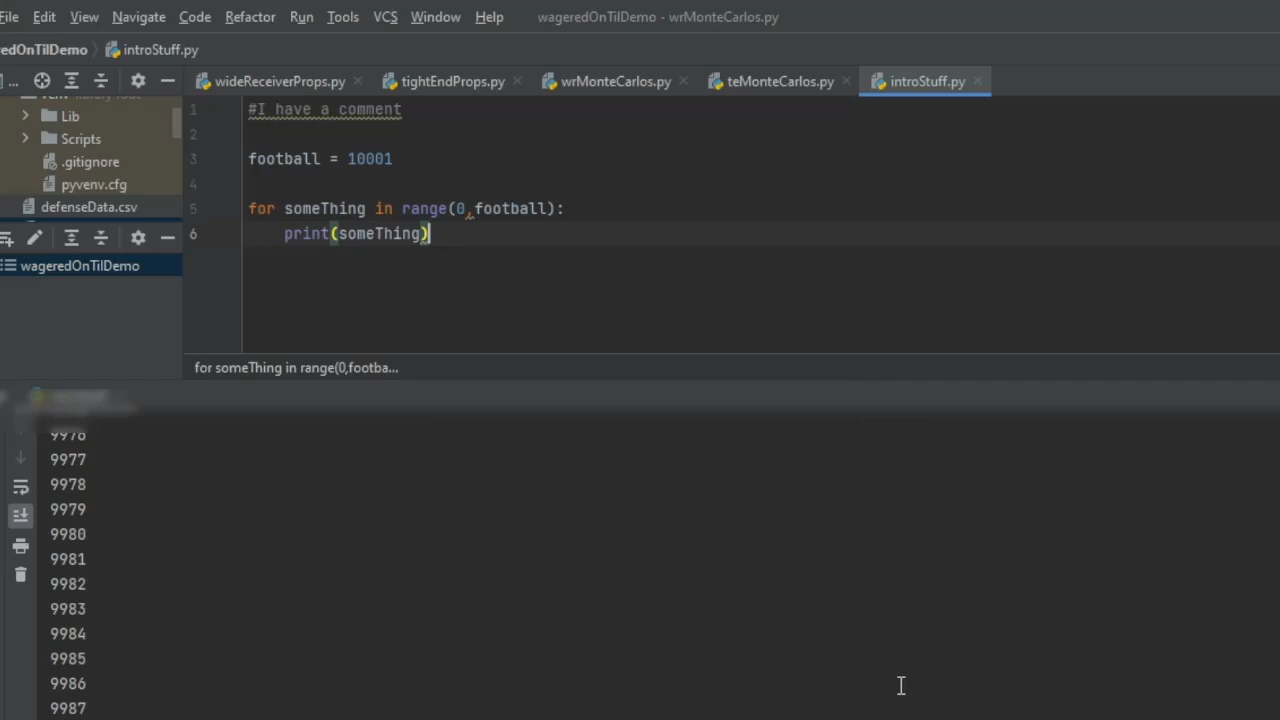 File Edit View Navigate Code Refactor Run Tools VCS Window Help wageredOnTilDemo - wrMonteCarlos.py
redOnTilDemo introStuff.py
... wideReceiverProps.py tightEndProps.py wrMonteCarlos.py teMonteCarlos.py introStuff.py
Lib
Scripts
.gitignore
pyvenv.cfg
defenseData.csv
wageredOnTilDemo
1 #I have a comment
2
3 football = 10001
4
5 for someThing in range(0,football):
6 print(someThing)
for someThing in range(0,footba...
9976
9977
9978
9979
9980
9981
9982
9983
9984
9985
9986
9987